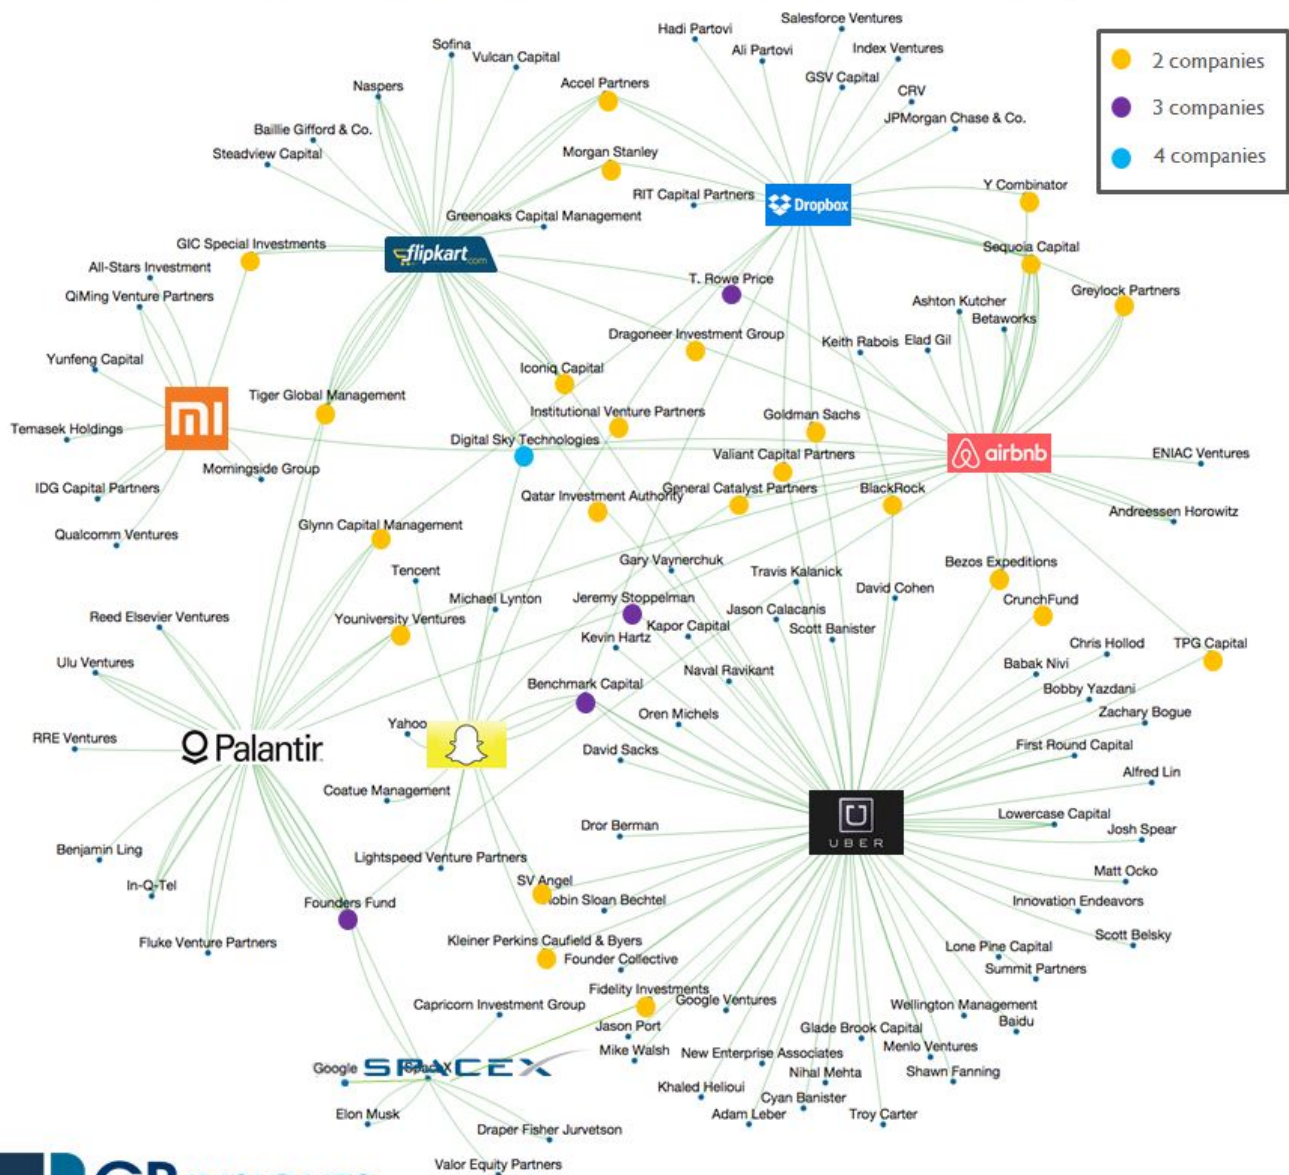 Salesforce Ventures
Hadi Partovi
Sofina
Ali Partovi
Index Ventures
2 companies
Vulcan Capital
GSV Capital
Accel Partners
Naspers
CRV
3 companies
JPMorgan Chase & Co.
Baillie Gifford & Co.
Steadview Capital
Morgan Stanley
4 companies
Y Combinator
RIT Capital Partners
Dropbox
Greenoaks Capital Management
GIC Special Investments
flipkart.com
Sequoia Capital
All-Stars Investment
T. Rowe Price
Greylock Partners
QiMing Venture Partners
Ashton Kutcher
Betaworks
Dragoneer Investment Group
Keith Rabois
Elad Gil
Yunfeng Capital
Iconiq Capital
Tiger Global Management
mi
Institutional Venture Partners
Goldman Sachs
Temasek Holdings
Digital Sky Technologies
Valiant Capital Partners
airbnb
ENIAC Ventures
Morningside Group
IDG Capital Partners
General Catalyst Partners
BlackRock
Qatar Investment Authority
Andreessen Horowitz
Glynn Capital Management
Qualcomm Ventures
Gary Vaynerchuk
Bezos Expeditions
Tencent
Travis Kalanick
David Cohen
Michael Lynton
Jeremy Stoppelman
CrunchFund
Reed Elsevier Ventures
Youniversity Ventures
Jason Calacanis
Kapor Capital
Scott Banister
Kevin Hartz
Chris Hollod
TPG Capital
Ulu Ventures
Babak Nivi
Naval Ravikant
Benchmark Capital
Bobby Yazdani
Oren Michels
Zachary Bogue
Yahoo
RRE Ventures
Palantir
David Sacks
First Round Capital
Alfred Lin
Coatue Management
Lowercase Capital
UBER
Dror Berman
Josh Spear
Benjamin Ling
Lightspeed Venture Partners
Matt Ocko
In-Q-Tel
SV Angel
Robin Sloan Bechtel
Founders Fund
Innovation Endeavors
Scott Belsky
Fluke Venture Partners
Kleiner Perkins Caufield & Byers
Lone Pine Capital
Founder Collective
Summit Partners
Fidelity Investments
Google Ventures
Capricorn Investment Group
Wellington Management
Jason Port
Glade Brook Capital
Baidu
Mike Walsh
New Enterprise Associates
Menlo Ventures
Google
SPACEX
SpaceX
Nihal Mehta
Shawn Fanning
Khaled Helioui
Cyan Banister
Elon Musk
Adam Leber
Troy Carter
Draper Fisher Jurvetson
Valor Equity Partners